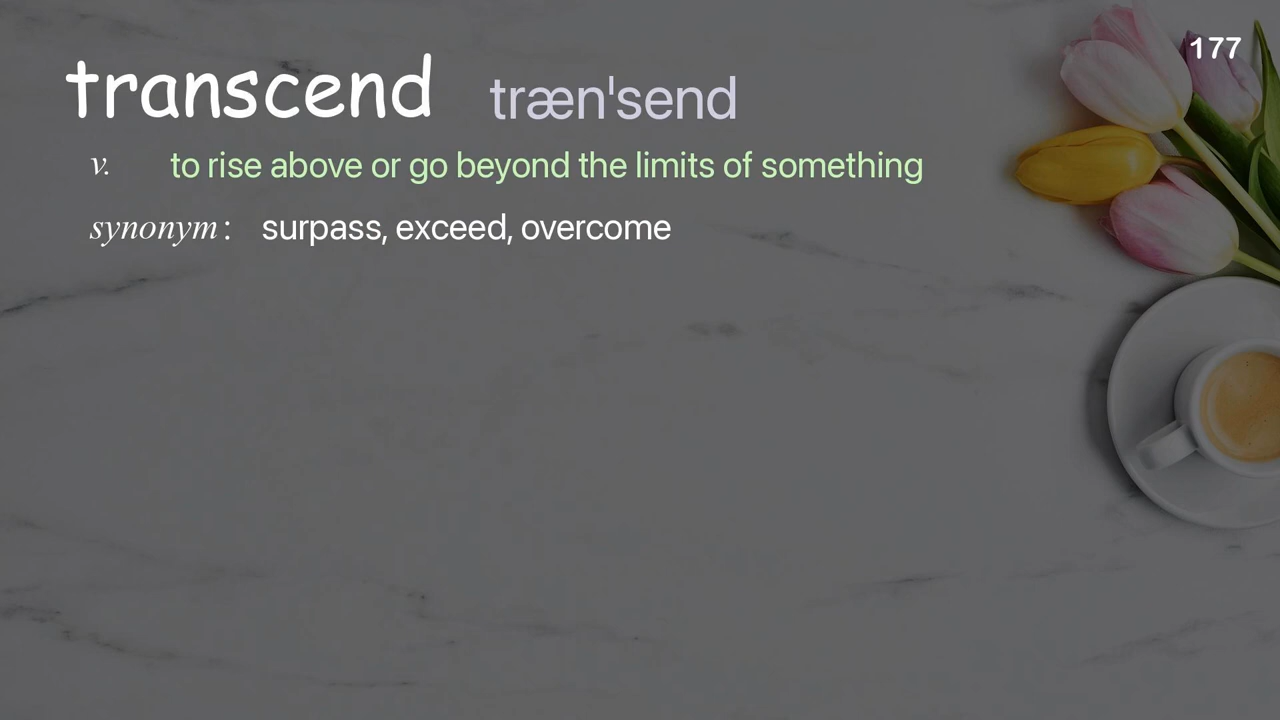 177
transcend træn'send
v. to rise above or go beyond the limits of something
synonym: surpass, exceed, overcome